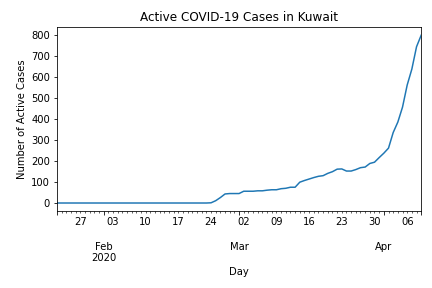 Active COVID-19 Cases in Kuwait
800
700
600
500
400
300
200
100
0
Number of Active Cases
27 03 10 17 24 02 09 16 23 30 06
Feb Mar Apr
2020
Day